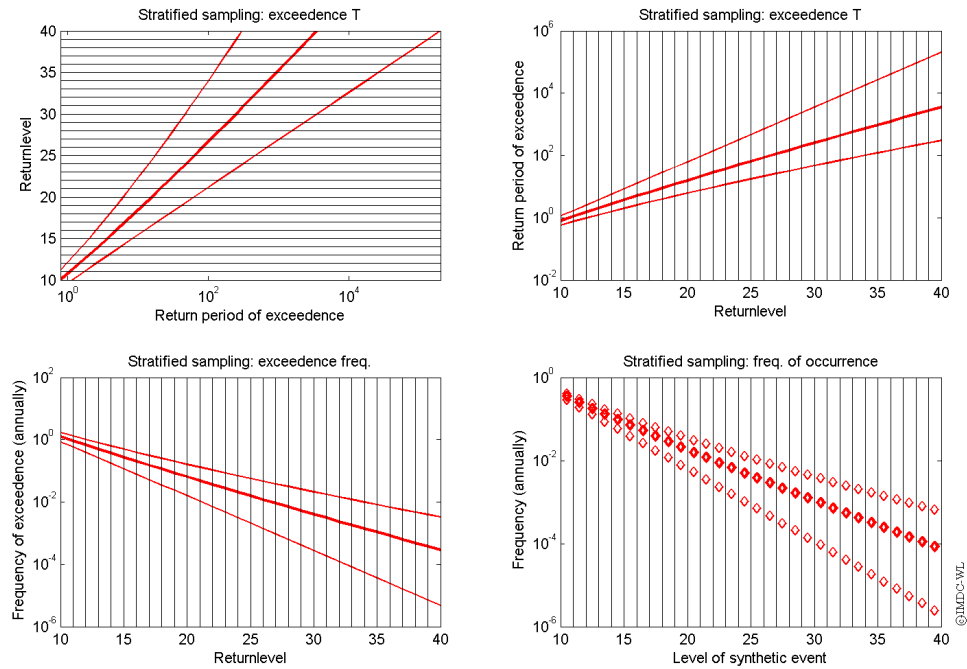 Stratified sampling: exceedence T
40
35
30
25
20
15
10
Returnlevel
10^0 10^2 10^4
Return period of exceedence
Stratified sampling: exceedence T
10^6
10^4
10^2
10^0
10^-2
Return period of exceedence
10 15 20 25 30 35 40
Returnlevel
Stratified sampling: exceedence freq.
10^2
10^0
10^-2
10^-4
10^-6
Frequency of exceedence (annually)
10 15 20 25 30 35 40
Returnlevel
Stratified sampling: freq. of occurrence
10^0
10^-2
10^-4
10^-6
Frequency (annually)
10 15 20 25 30 35 40
Level of synthetic event
©IMDC-WL